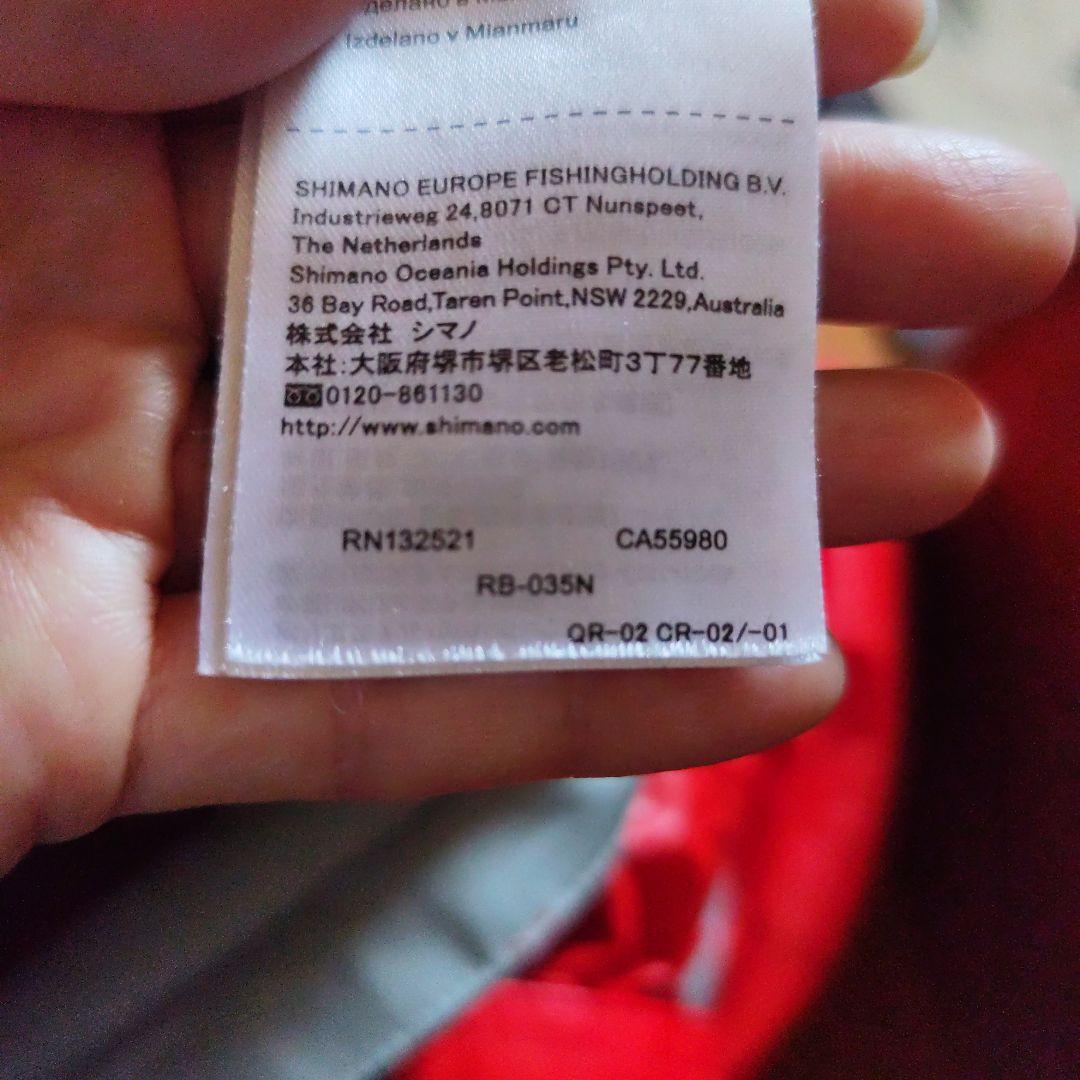 делано в
Izdelano v Mianmaru
SHIMANO EUROPE FISHINGHOLDING B.V.
Industrieweg 24,8071 CT Nunspeet,
The Netherlands
Shimano Oceania Holdings Pty. Ltd.
36 Bay Road,Taren Point,NSW 2229,Australia
株式会社 シマノ
本社:大阪府堺市堺区老松町3丁77番地
0120-861130
http://www.shimano.com
RN132521 CA55980
RB-035N
QR-02 CR-02/-01